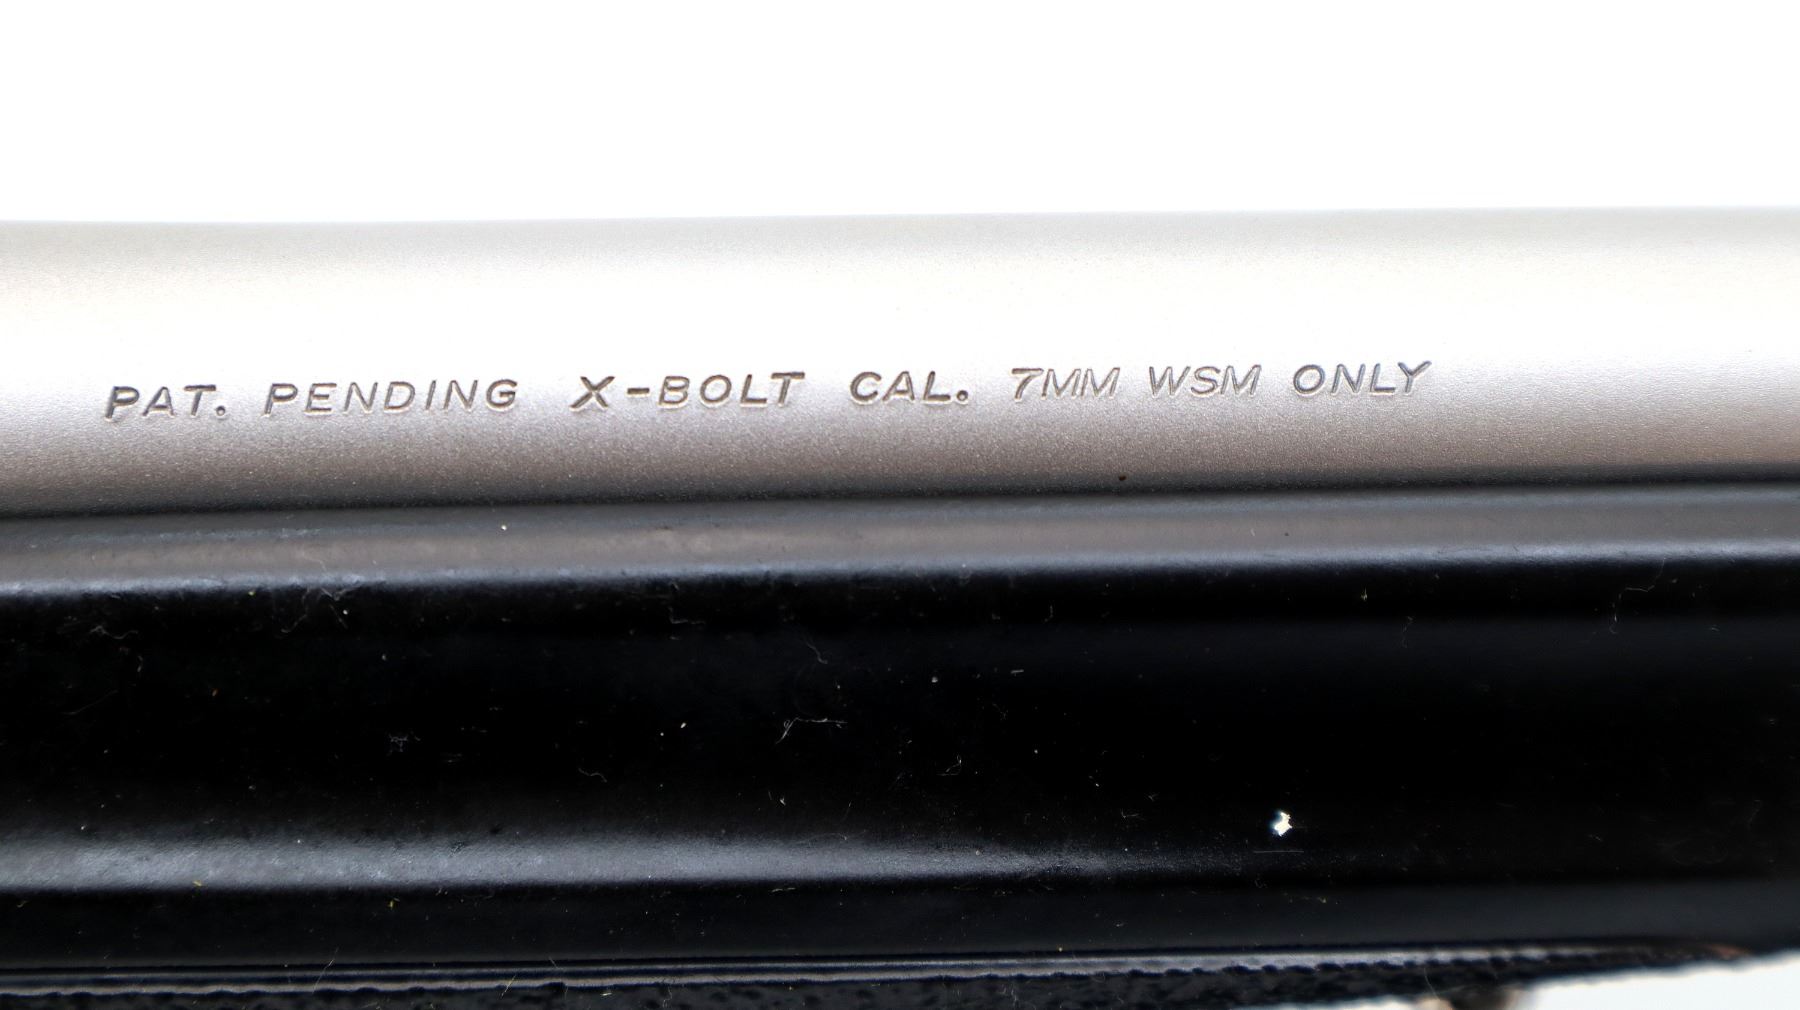 PAT. PENDING X-BOLT CAL. 7MM WSM ONLY